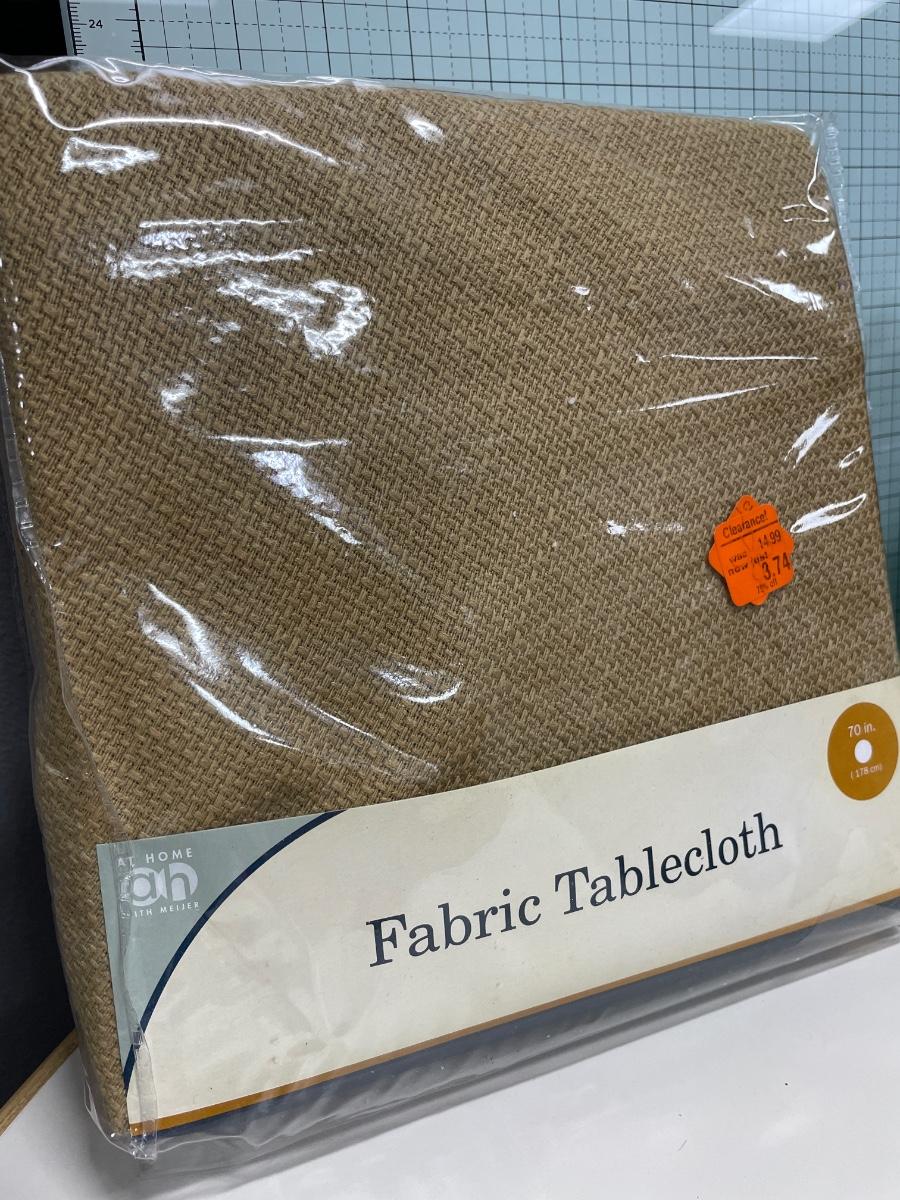 24
Clearance!
was 14.99
now just 3.74
75% off
70 in.
(178 cm)
AT HOME
ah
WITH MEIJER
Fabric Tablecloth